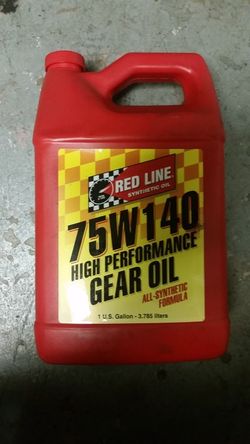 RED LINE
SYNTHETIC OIL
75W140
HIGH PERFORMANCE
GEAR OIL
ALL-SYNTHETIC
FORMULA
1 U.S. Gallon - 3.785 liters